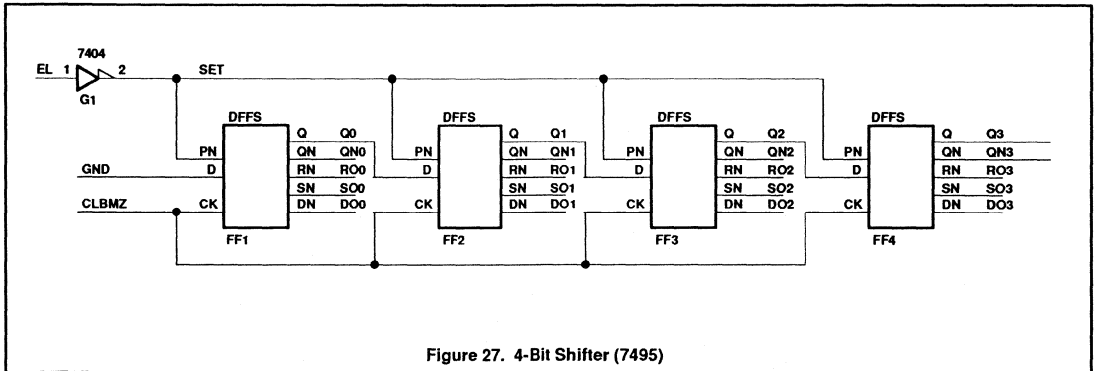 7404
EL 1 2 SET
G1
DFFS DFFS DFFS DFFS
Q Q0 Q Q1 Q Q2 Q Q3
PN QN QN0 PN QN QN1 PN QN QN2 PN QN QN3
GND D RN RO0 D RN RO1 D RN RO2 D RN RO3
SN SO0 SN SO1 SN SO2 SN SO3
CLBMZ CK DN DO0 CK DN DO1 CK DN DO2 CK DN DO3
FF1 FF2 FF3 FF4
Figure 27. 4-Bit Shifter (7495)